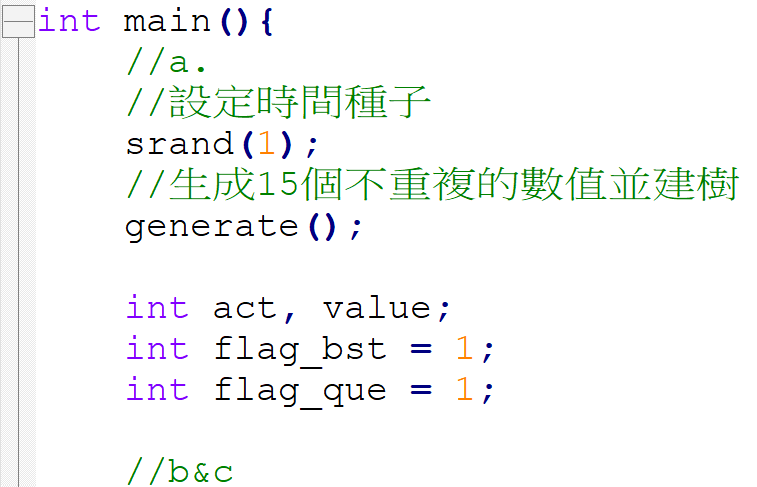 int main(){
//a.
//設定時間種子
srand(1);
//生成15個不重複的數值並建樹
generate();
int act, value;
int flag_bst = 1;
int flag_que = 1;
//b&c